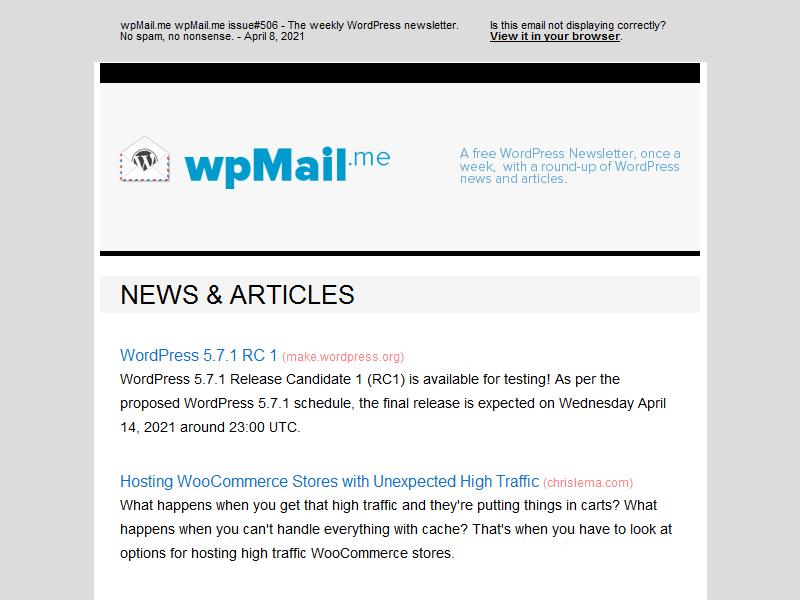 wpMail.me wpMail.me issue#506 - The weekly WordPress newsletter.
No spam, no nonsense. - April 8, 2021
Is this email not displaying correctly?
View it in your browser.
wpMail.me
A free WordPress Newsletter, once a
week, with a round-up of WordPress
news and articles.
NEWS & ARTICLES
WordPress 5.7.1 RC 1 (make.wordpress.org)
WordPress 5.7.1 Release Candidate 1 (RC1) is available for testing! As per the
proposed WordPress 5.7.1 schedule, the final release is expected on Wednesday April
14, 2021 around 23:00 UTC.
Hosting WooCommerce Stores with Unexpected High Traffic (chrislema.com)
What happens when you get that high traffic and they're putting things in carts? What
happens when you can't handle everything with cache? That's when you have to look at
options for hosting high traffic WooCommerce stores.